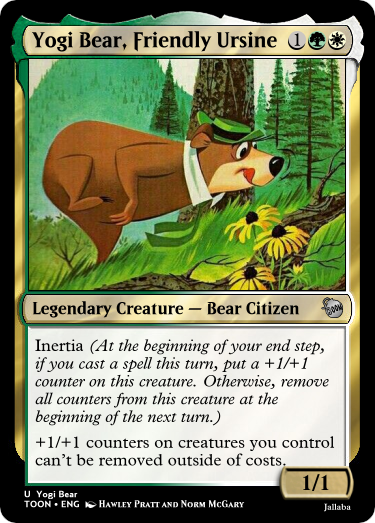 Yogi Bear, Friendly Ursine 1
Legendary Creature — Bear Citizen
BOOM
Inertia (At the beginning of your end step,
if you cast a spell this turn, put a +1/+1
counter on this creature. Otherwise, remove
all counters from this creature at the
beginning of the next turn.)
+1/+1 counters on creatures you control
can't be removed outside of costs.
1/1
U Yogi Bear
TOON • ENG Hawley Pratt and Norm McGary
Jallaba